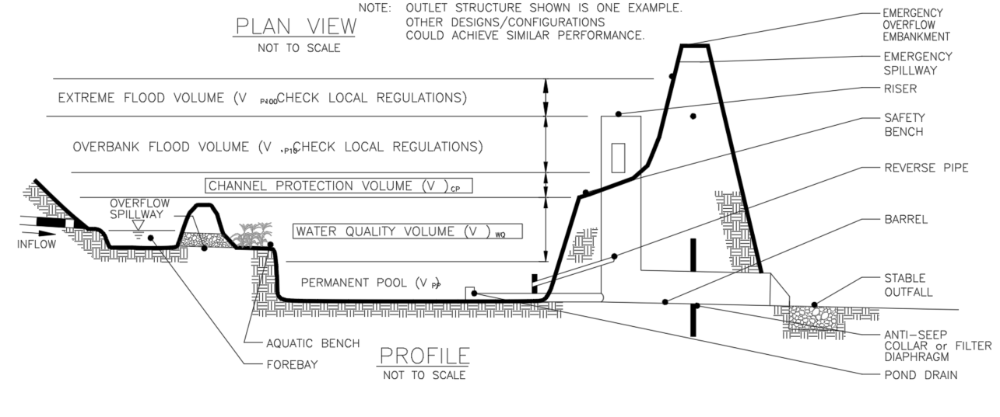 NOTE: OUTLET STRUCTURE SHOWN IS ONE EXAMPLE.
OTHER DESIGNS/CONFIGURATIONS
COULD ACHIEVE SIMILAR PERFORMANCE.
PLAN VIEW
NOT TO SCALE
EMERGENCY
OVERFLOW
EMBANKMENT
EMERGENCY
SPILLWAY
RISER
SAFETY
BENCH
REVERSE PIPE
BARREL
STABLE
OUTFALL
ANTI-SEEP
COLLAR or FILTER
DIAPHRAGM
POND DRAIN
EXTREME FLOOD VOLUME (V P100 CHECK LOCAL REGULATIONS)
OVERBANK FLOOD VOLUME (V ,P10 CHECK LOCAL REGULATIONS)
CHANNEL PROTECTION VOLUME (V ) CP
OVERFLOW
SPILLWAY
WATER QUALITY VOLUME (V ) WQ
INFLOW
PERMANENT POOL (V PP)
AQUATIC BENCH
FOREBAY
PROFILE
NOT TO SCALE